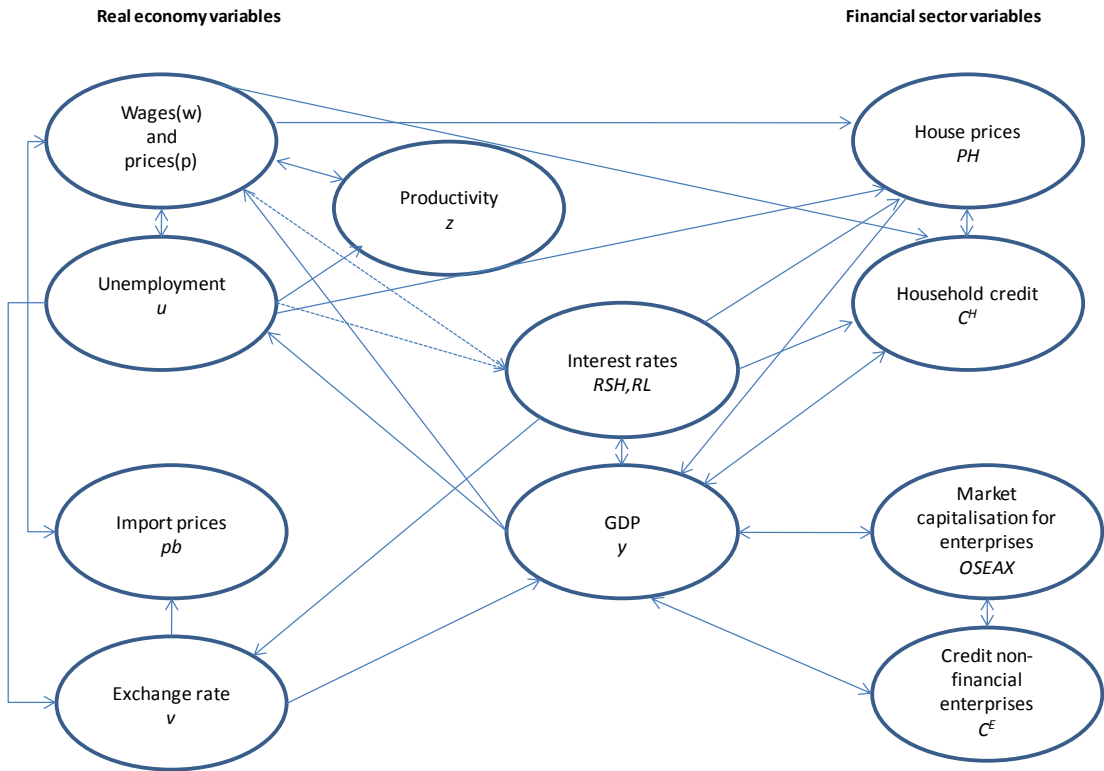 Real economy variables
Financial sector variables
Wages(w)
and
prices(p)
House prices
PH
Productivity
z
Unemployment
u
Household credit
C^H
Interest rates
RSH,RL
Import prices
pb
GDP
y
Market
capitalisation for
enterprises
OSEAX
Exchange rate
v
Credit non-
financial
enterprises
C^E